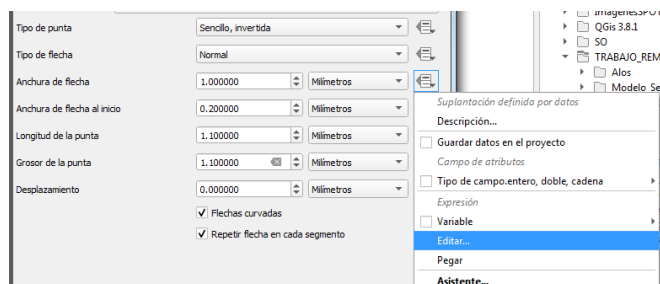 ImagenesSPOT
Tipo de punta Sencillo, invertida
QGis 3.8.1
SO
Tipo de flecha Normal
TRABAJO_REM
Alos
Anchura de flecha 1.000000 Milímetros
Modelo_Se
Suplantación definida por datos
Anchura de flecha al inicio 0.200000 Milímetros
Descripción...
Longitud de la punta 1.100000 Milímetros
Guardar datos en el proyecto
Grosor de la punta 1.100000 Milímetros
Campo de atributos
Desplazamiento 0.000000 Milímetros
Tipo de campo.entero, doble, cadena
Expresión
Flechas curvadas
Variable
Repetir flecha en cada segmento
Editar...
Pegar
Asistente...